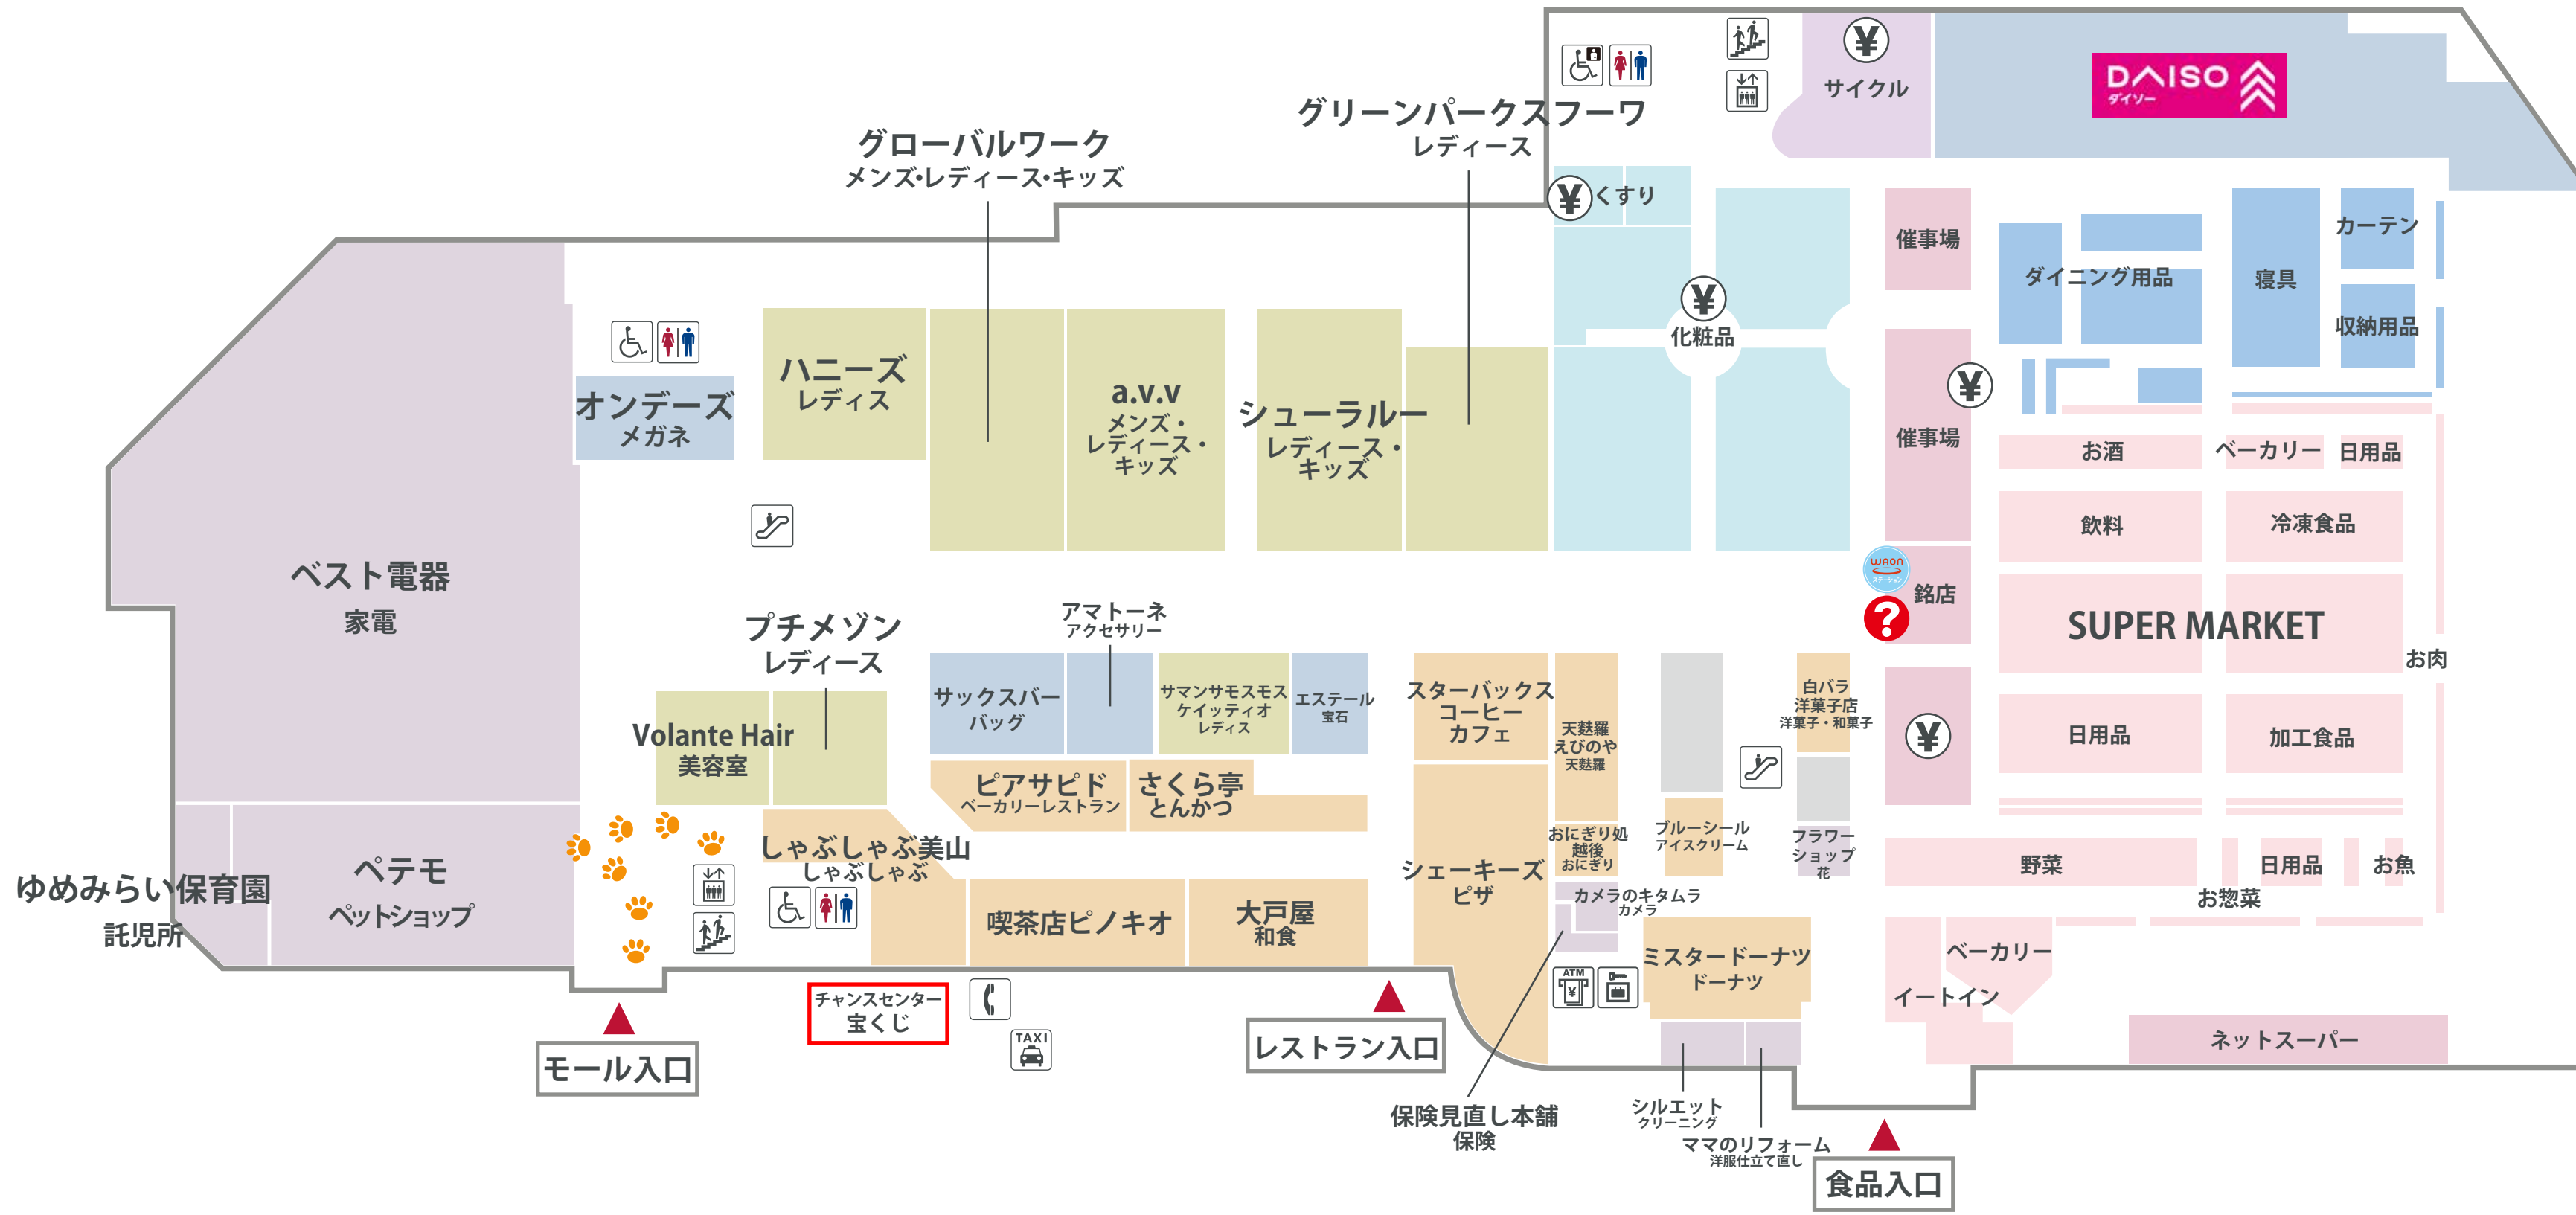 ¥
サイクル
DAISO
ダイソー
グリーンパークスフーワ
レディース
グローバルワーク
メンズ・レディース・キッズ
¥
くすり
催事場
カーテン
ダイニング用品
寝具
収納用品
¥
化粧品
¥
催事場
ハニーズ
レディス
オンデーズ
メガネ
a.v.v
メンズ・
レディース・
キッズ
シューラルー
レディース・
キッズ
お酒
ベーカリー
日用品
飲料
冷凍食品
WAON
ステーション
?
銘店
SUPER MARKET
お肉
ベスト電器
家電
プチメゾン
レディース
アマトーネ
アクセサリー
サックスバー
バッグ
サマンサモスモス
ケイッティオ
レディス
エステール
宝石
スターバックス
コーヒー
カフェ
天麩羅
えびのや
天麩羅
白バラ
洋菓子店
洋菓子・和菓子
¥
日用品
加工食品
Volante Hair
美容室
ピアサピド
ベーカリーレストラン
さくら亭
とんかつ
しゃぶしゃぶ美山
しゃぶしゃぶ
シェーキーズ
ピザ
おにぎり処
越後
おにぎり
ブルーシール
アイスクリーム
フラワー
ショップ
花
野菜
日用品
お魚
お惣菜
ペテモ
ペットショップ
ゆめみらい保育園
託児所
喫茶店ピノキオ
大戸屋
和食
カメラのキタムラ
カメラ
ミスタードーナツ
ドーナツ
ベーカリー
イートイン
ATM
¥
チャンスセンター
宝くじ
TAXI
ネットスーパー
モール入口
レストラン入口
保険見直し本舗
保険
シルエット
クリーニング
ママのリフォーム
洋服仕立て直し
食品入口